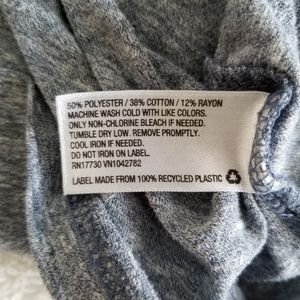 50% POLYESTER / 38% COTTON / 12% RAYON
MACHINE WASH COLD WITH LIKE COLORS.
ONLY NON-CHLORINE BLEACH IF NEEDED.
TUMBLE DRY LOW. REMOVE PROMPTLY.
COOL IRON IF NEEDED.
DO NOT IRON ON LABEL.
RN17730 VN1042782
LABEL MADE FROM 100% RECYCLED PLASTIC